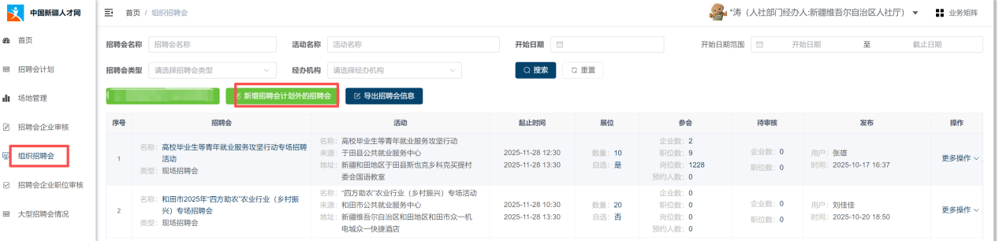 中国新疆人才网
首页 / 组织招聘会
*涛（人社部门经办人:新疆维吾尔自治区人社厅）
业务矩阵
首页
招聘会计划
场地管理
招聘会企业审核
组织招聘会
招聘会企业职位审核
大型招聘会情况
招聘会名称 招聘会名称 活动名称 活动名称 开始日期 开始日期范围 开始日期 至 截止日期
招聘会类型 请选择招聘会类型 经办机构 请选择经办机构 搜索 重置
新增招聘会计划外的招聘会 导出招聘会信息
序号 招聘会 活动 起止时间 展位 参会 待审核 发布 操作
1
名称: 高校毕业生等青年就业服务攻坚行动专场招聘
活动
类型: 现场招聘会
名称: 高校毕业生等青年就业服务攻坚行动
来源: 于田县公共就业服务中心
地址: 新疆和田地区于田县斯也克乡科克买提村
委会国语教室
2025-11-28 12:30
2025-11-28 13:30
数量: 10
自选: 是
企业数: 2
职位数: 9
岗位数: 1228
预约人数: 0
企业数: 0
职位数: 0
用户: 张雄
时间: 2025-10-17 16:37
更多操作
2
名称: 和田市2025年“四方助农”农业行业（乡村振
兴）专场招聘会
类型: 现场招聘会
名称: “四方助农”农业行业（乡村振兴）专场活动
来源: 和田市公共就业服务中心
地址: 新疆维吾尔自治区和田地区和田市众一机
电城众一快捷酒店
2025-11-28 10:30
2025-11-28 13:30
数量: 20
自选: 否
企业数: 0
职位数: 0
岗位数: 0
预约人数: 0
企业数: 0
职位数: 0
用户: 刘佳佳
时间: 2025-10-20 18:50
更多操作